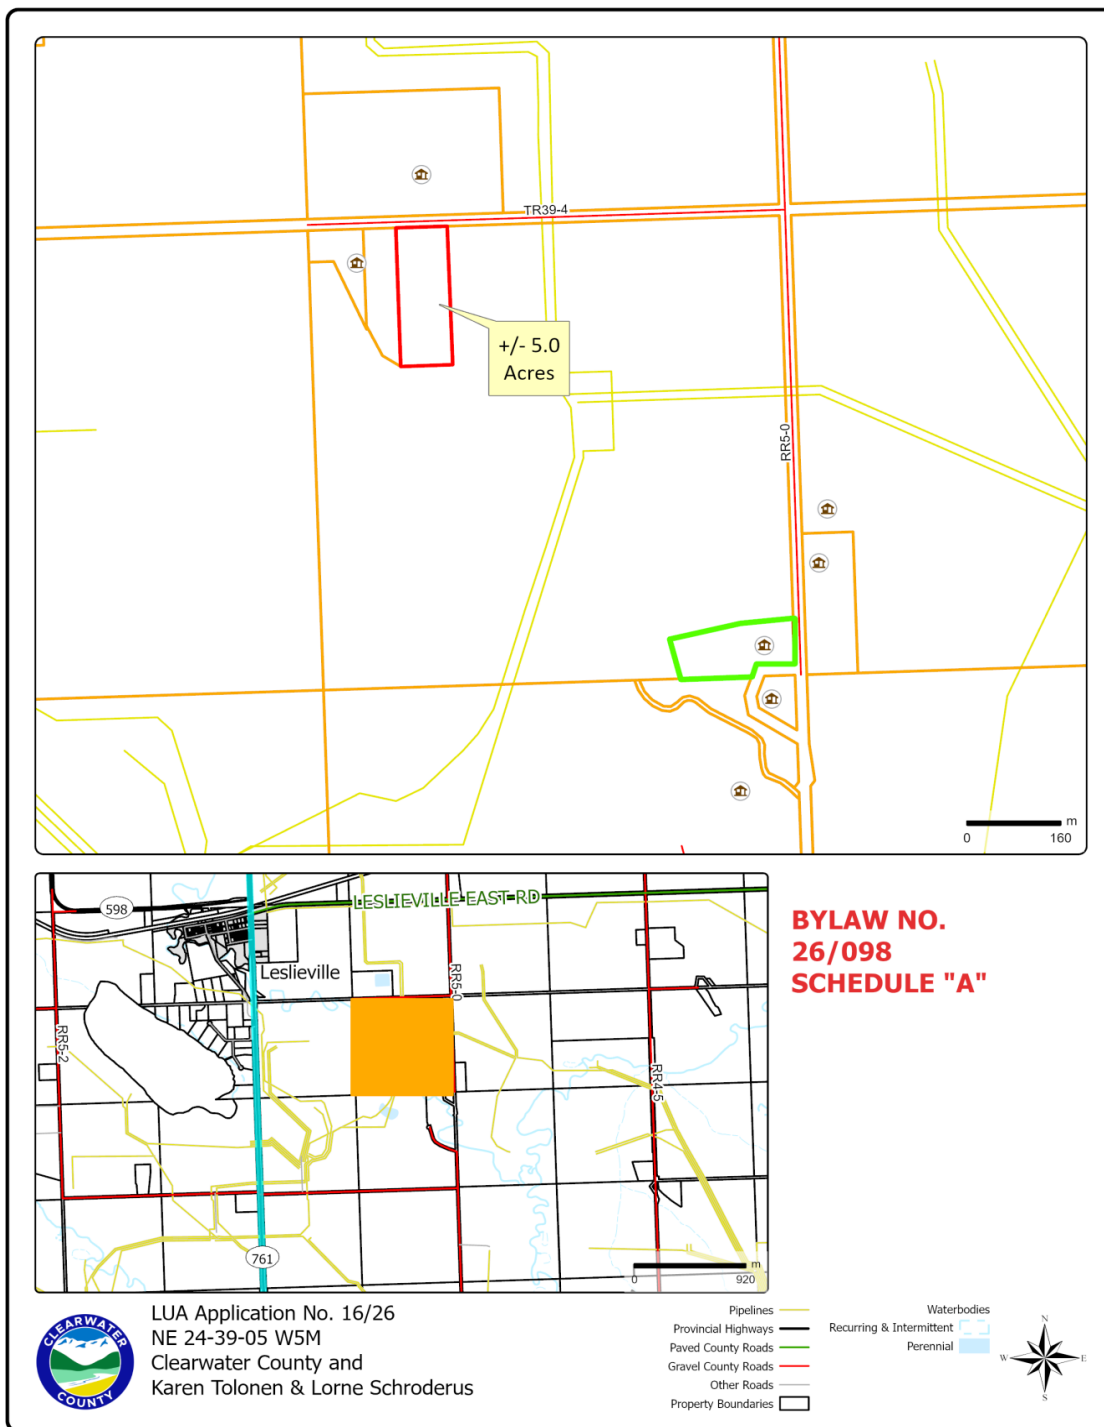 TR39-4
+/- 5.0
Acres
RR5-0
m
0 160
598
LESLIEVILLE EAST RD
Leslieville
RR5-0
RR5-2
RR4-5
761
m
0 920
BYLAW NO.
26/098
SCHEDULE "A"
CLEARWATER
COUNTY
LUA Application No. 16/26
NE 24-39-05 W5M
Clearwater County and
Karen Tolonen & Lorne Schroderus
Pipelines
Provincial Highways
Paved County Roads
Gravel County Roads
Other Roads
Property Boundaries
Waterbodies
Recurring & Intermittent
Perennial
N
W E
S